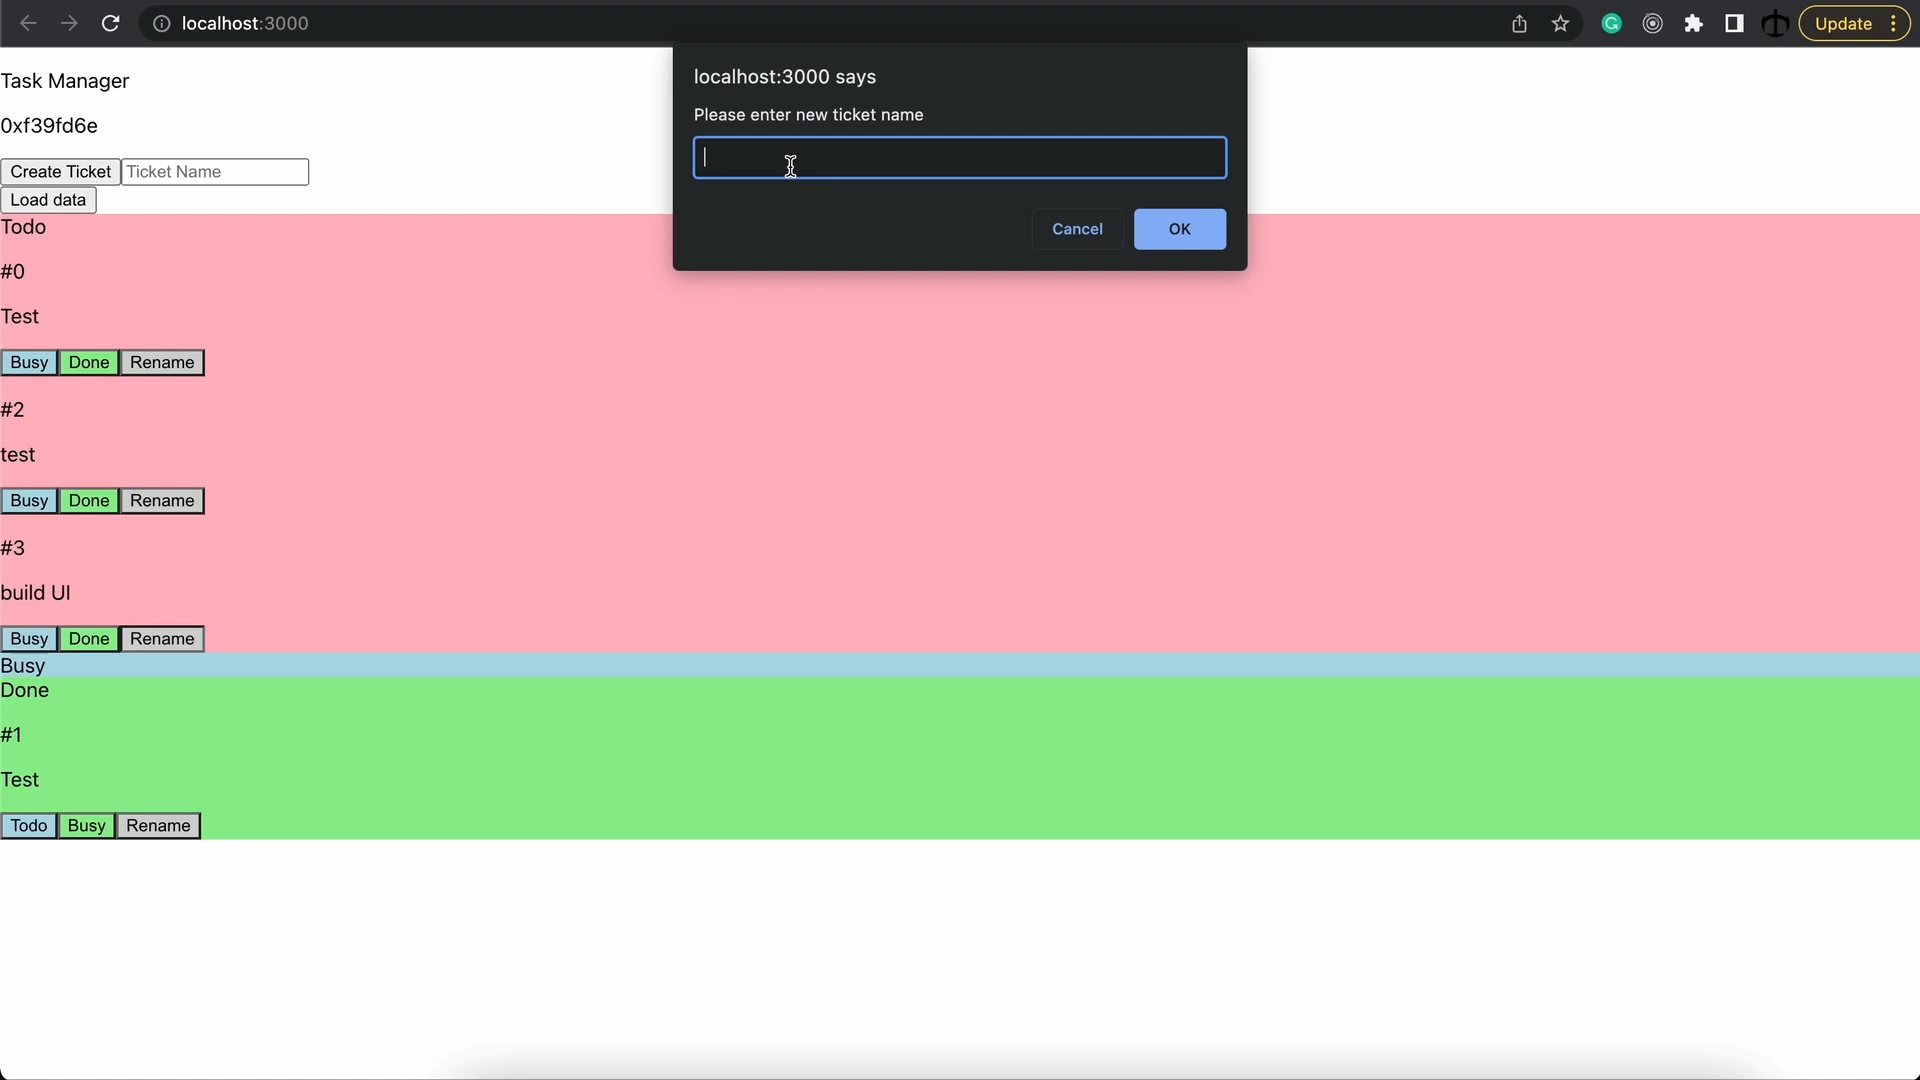 localhost:3000
Update
localhost:3000 says
Please enter new ticket name
Cancel OK
Task Manager
0xf39fd6e
Create Ticket Ticket Name
Load data
Todo
#0
Test
Busy Done Rename
#2
test
Busy Done Rename
#3
build UI
Busy Done Rename
Busy
Done
#1
Test
Todo Busy Rename